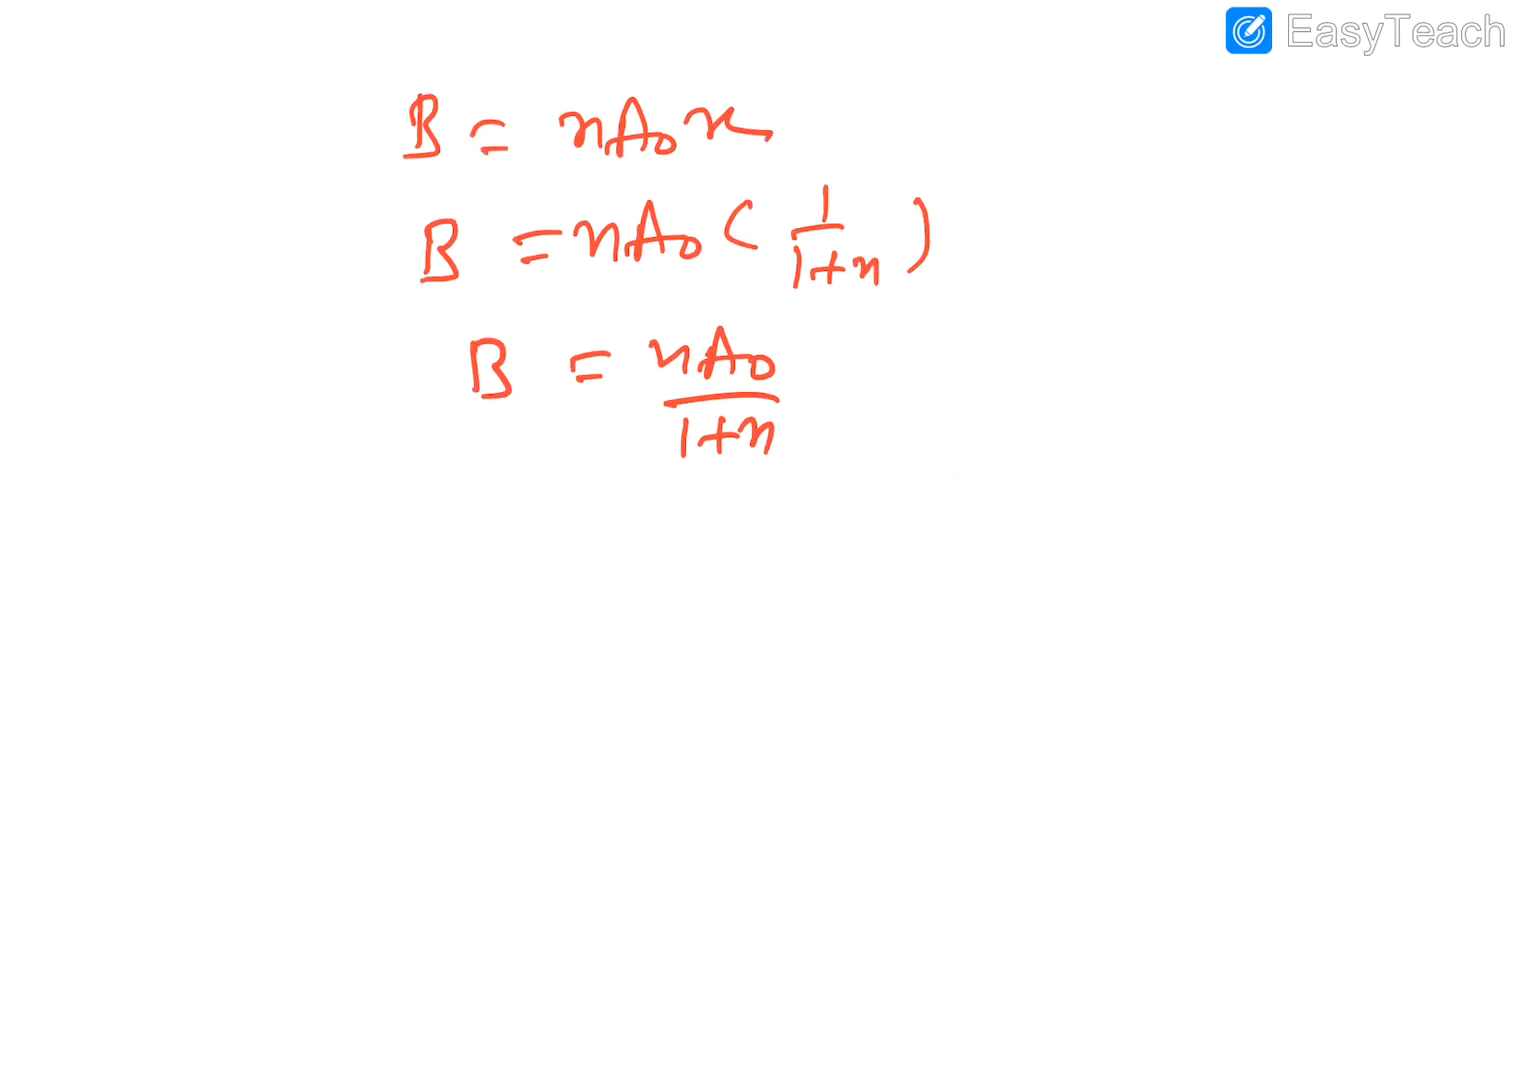 EasyTeach
B = nA₀x
B = nA₀(1/(1+n))
B = nA₀/(1+n)